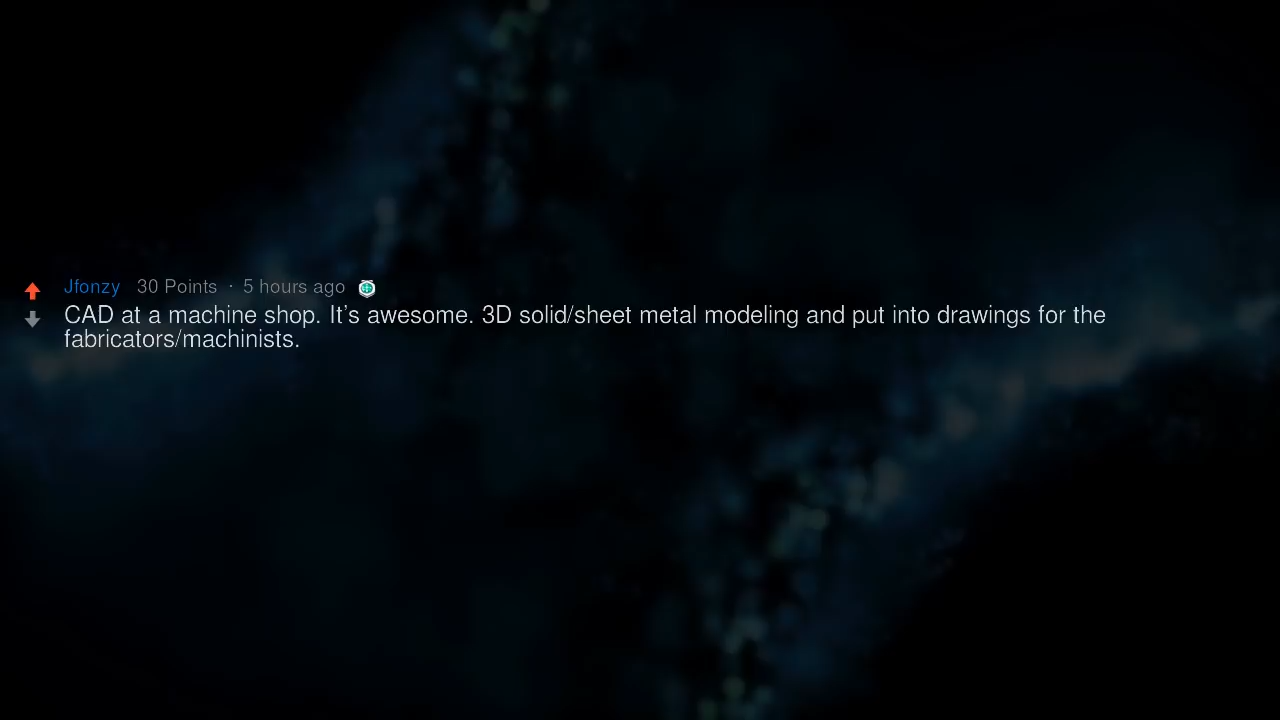 Jfonzy 30 Points · 5 hours ago
CAD at a machine shop. It's awesome. 3D solid/sheet metal modeling and put into drawings for the
fabricators/machinists.